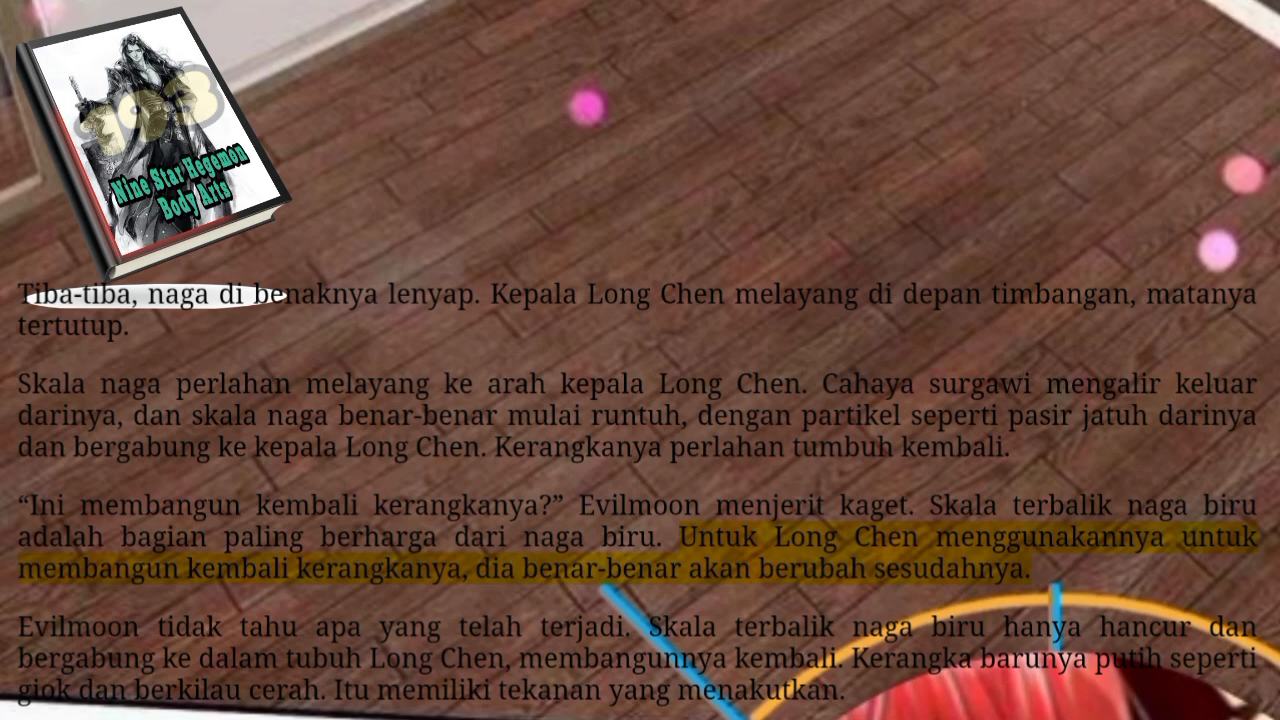 193
Nine Star Hegemon
Body Arts
Tiba-tiba, naga di benaknya lenyap. Kepala Long Chen melayang di depan timbangan, matanya
tertutup.
Skala naga perlahan melayang ke arah kepala Long Chen. Cahaya surgawi mengalir keluar
darinya, dan skala naga benar-benar mulai runtuh, dengan partikel seperti pasir jatuh darinya
dan bergabung ke kepala Long Chen. Kerangkanya perlahan tumbuh kembali.
“Ini membangun kembali kerangkanya?” Evilmoon menjerit kaget. Skala terbalik naga biru
adalah bagian paling berharga dari naga biru. Untuk Long Chen menggunakannya untuk
membangun kembali kerangkanya, dia benar-benar akan berubah sesudahnya.
Evilmoon tidak tahu apa yang telah terjadi. Skala terbalik naga biru hanya hancur dan
bergabung ke dalam tubuh Long Chen, membangunnya kembali. Kerangka barunya putih seperti
giok dan berkilau cerah. Itu memiliki tekanan yang menakutkan.